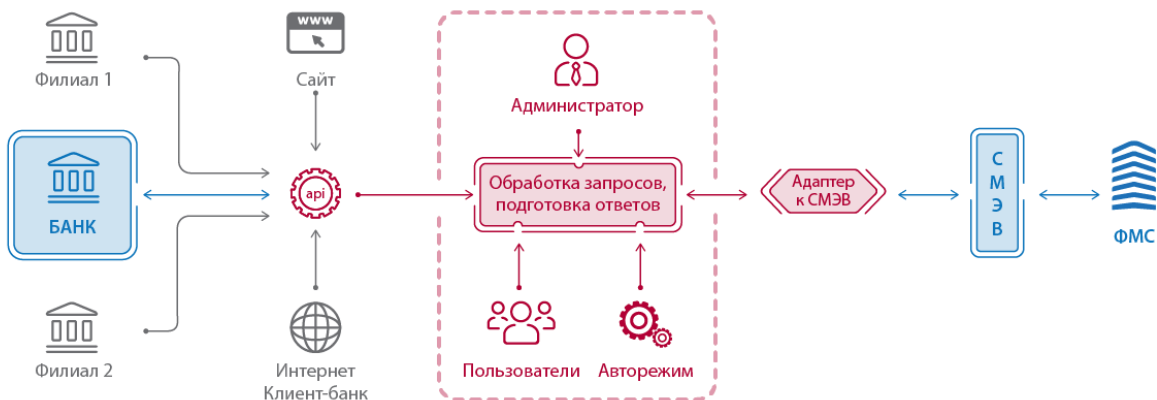 Филиал 1
БАНК
Филиал 2
www
Сайт
api
Интернет
Клиент-банк
Администратор
Обработка запросов,
подготовка ответов
Пользователи
Авторежим
Адаптер
к СМЭВ
С
М
Э
В
ФМС